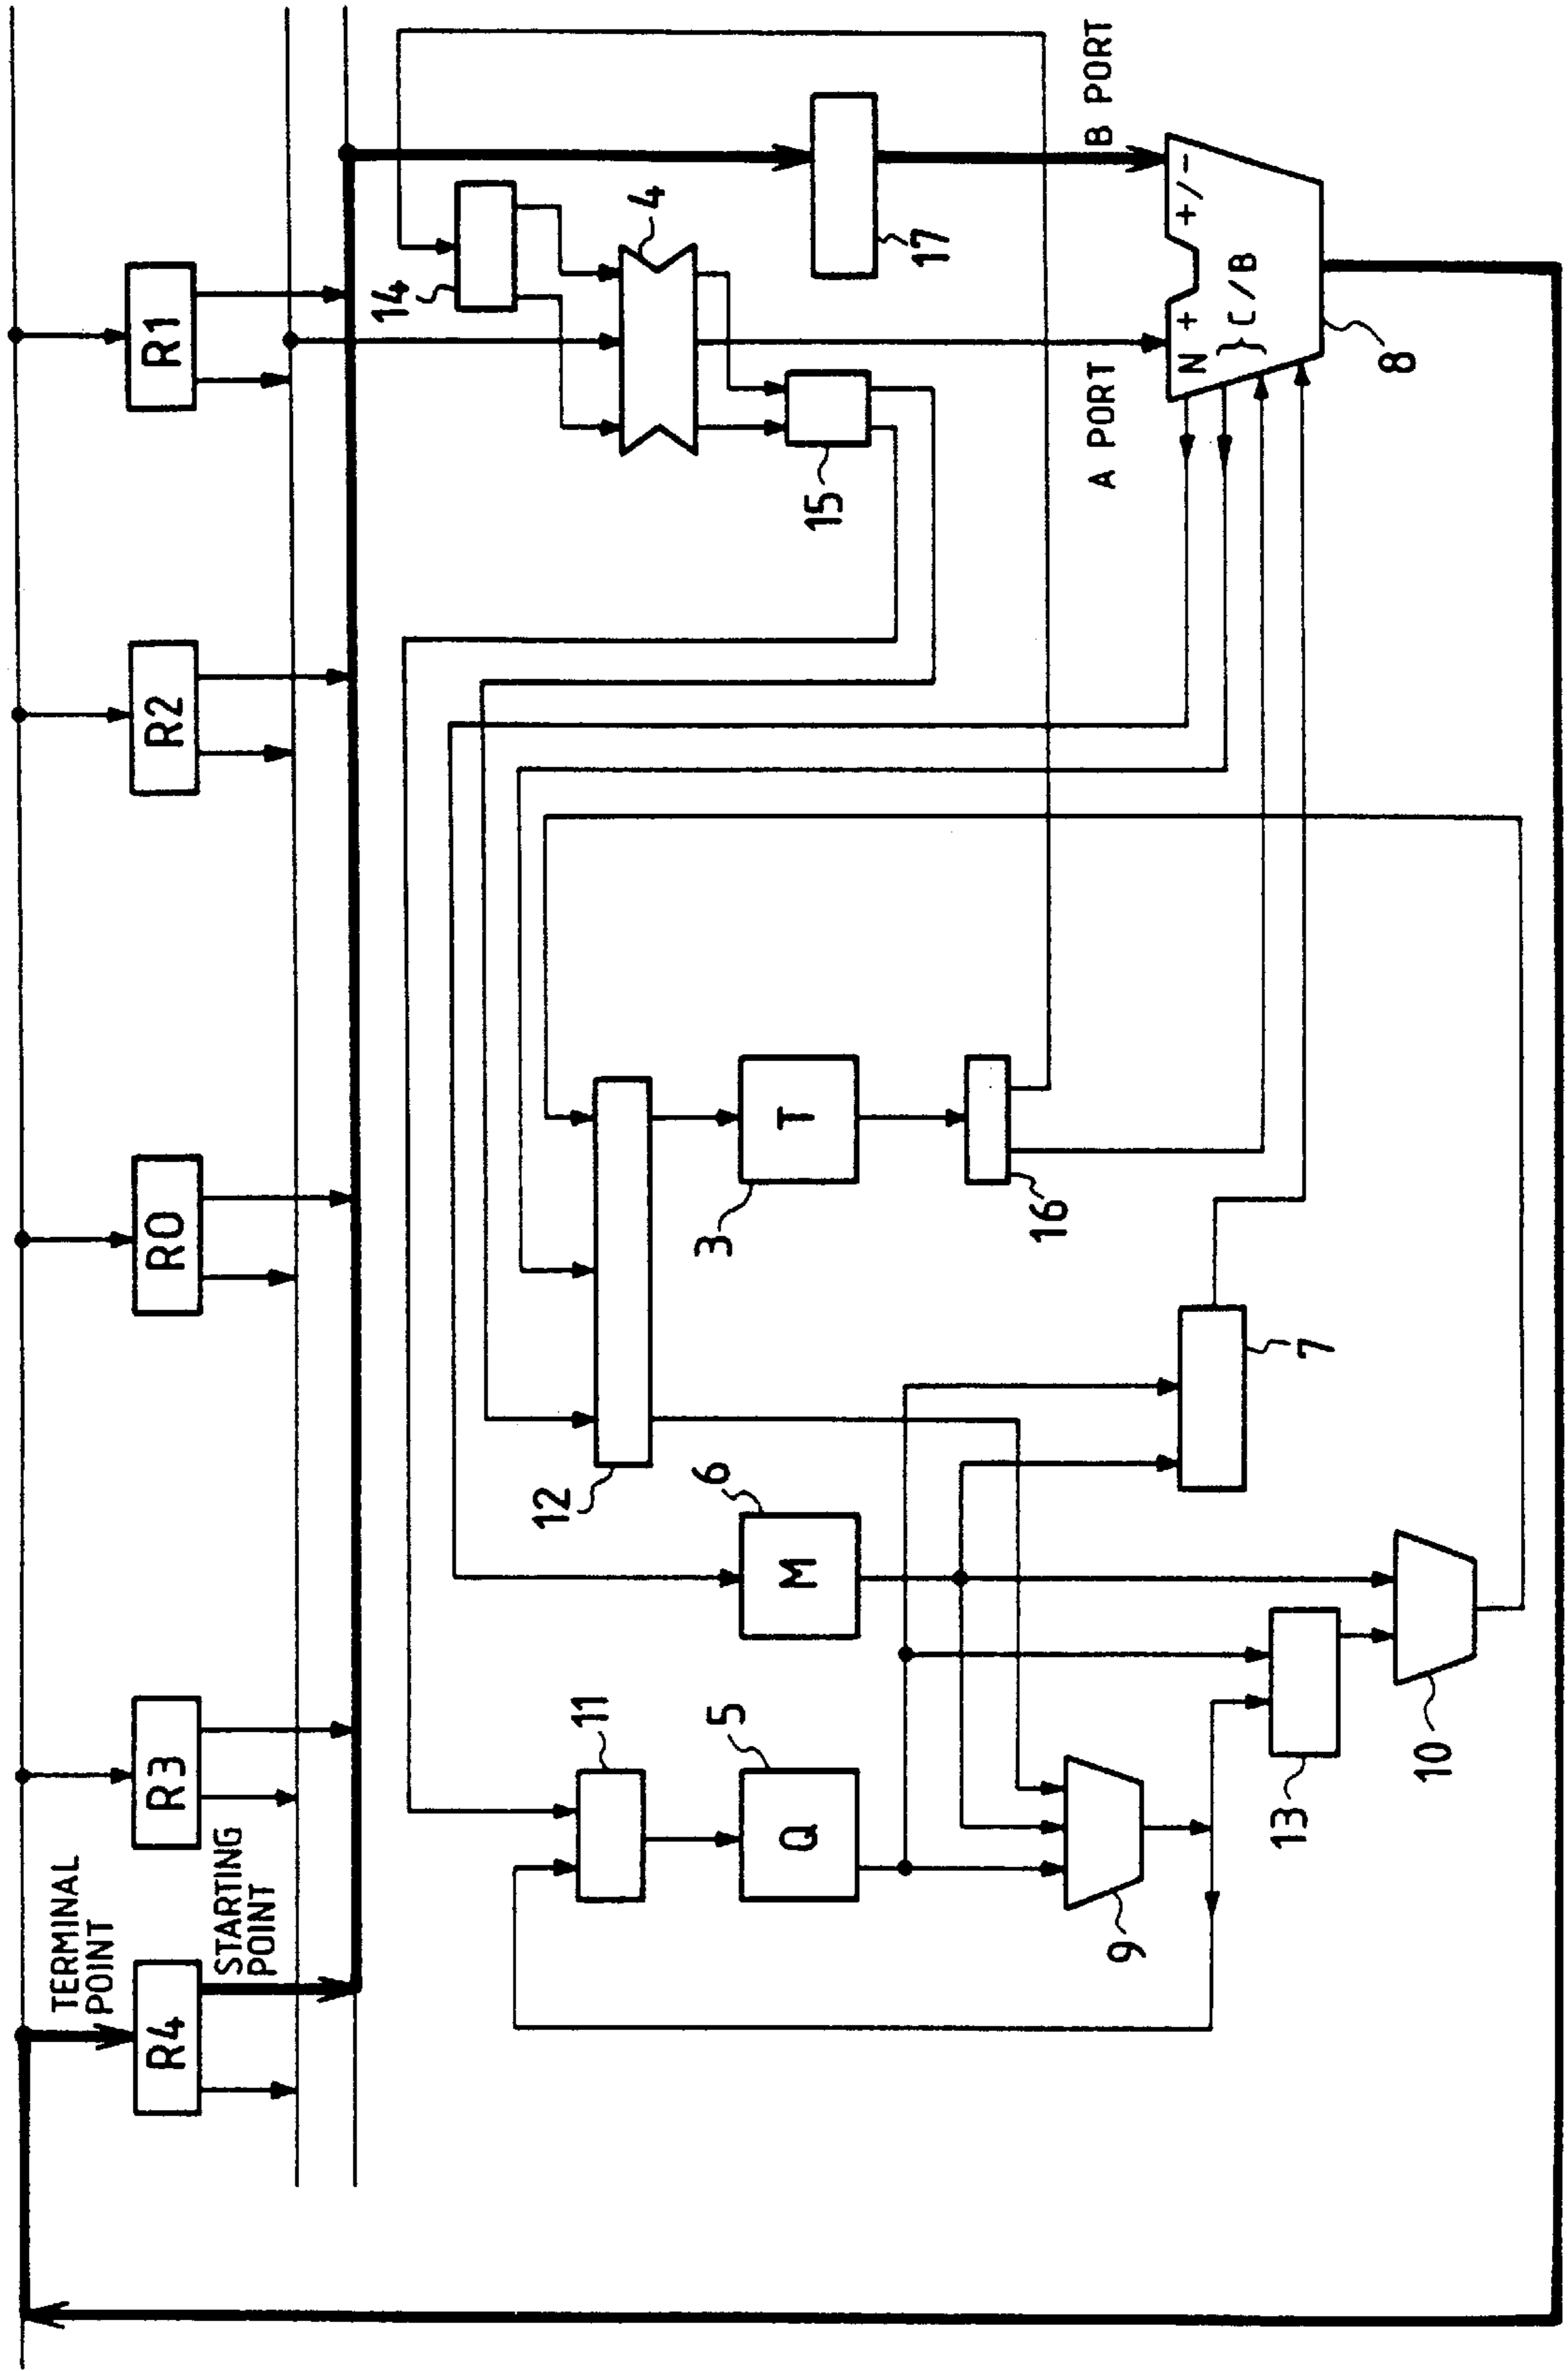 TERMINAL
POINT
STARTING
POINT
R4
R3
R0
R2
R1
14
4
15
17
A PORT
B PORT
N + +/-
}C/B
8
12
11
5
Q
6
M
3
T
16
7
9
13
10